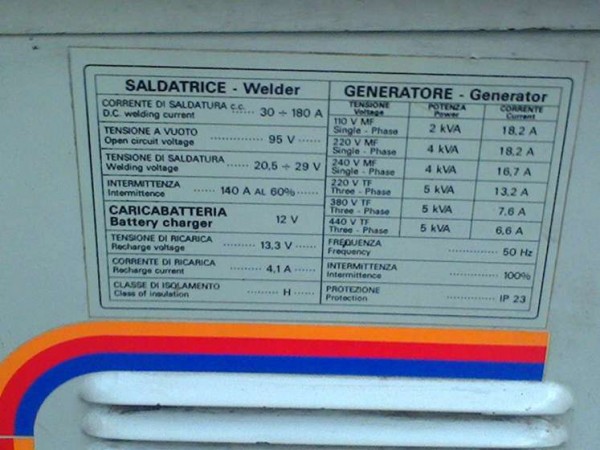 SALDATRICE - Welder
CORRENTE DI SALDATURA c.c.
D.C. welding current ...... 30 ÷ 180 A
TENSIONE A VUOTO
Open circuit voltage ............ 95 V ......
TENSIONE DI SALDATURA
Welding voltage ............ 20,5 ÷ 29 V
INTERMITTENZA
Intermittence ...... 140 A AL 60% ......
CARICABATTERIA
Battery charger 12 V
TENSIONE DI RICARICA
Recharge voltage ......... 13,3 V ......
CORRENTE DI RICARICA
Recharge current ......... 4,1 A ......
CLASSE DI ISOLAMENTO
Class of insulation ......... H ......
GENERATORE - Generator
TENSIONE POTENZA CORRENTE
Voltage Power Current
110 V MF
Single - Phase 2 kVA 18,2 A
220 V MF
Single - Phase 4 kVA 18,2 A
240 V MF
Single - Phase 4 kVA 16,7 A
220 V TF
Three - Phase 5 kVA 13,2 A
380 V TF
Three - Phase 5 kVA 7,6 A
440 V TF
Three - Phase 5 kVA 6,6 A
FREQUENZA
Frequency ............ 50 Hz
INTERMITTENZA
Intermittence ............ 100%
PROTEZIONE
Protection ............ IP 23